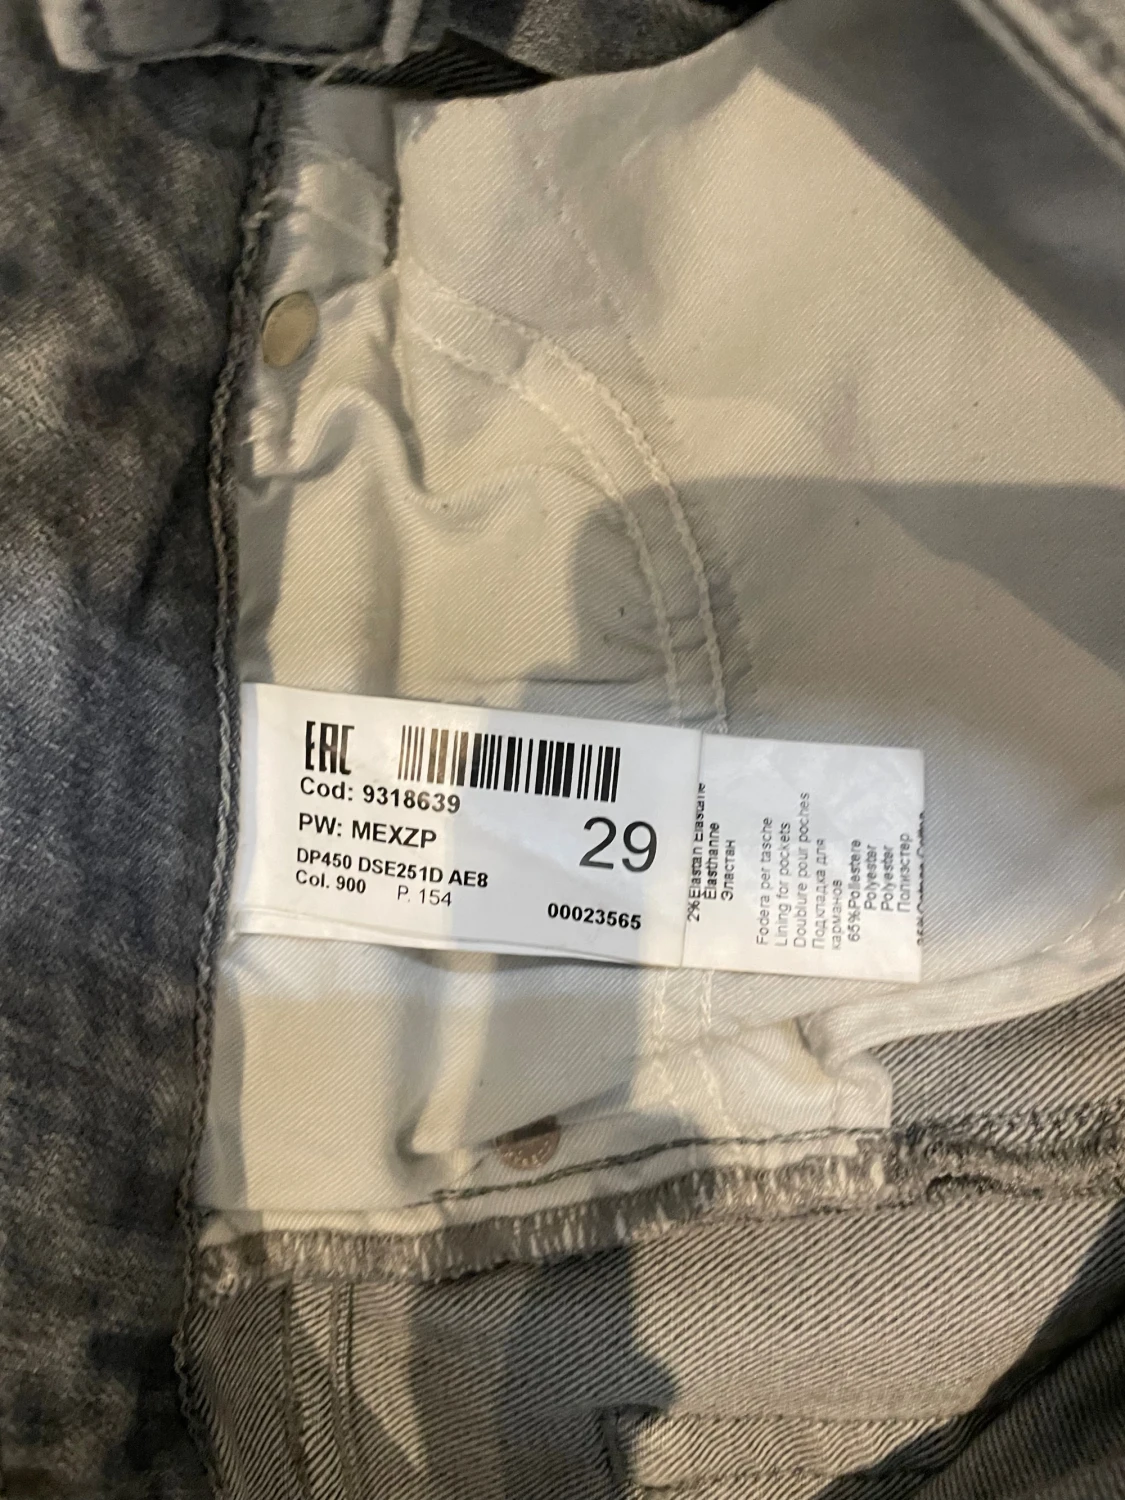 EAC
Cod: 9318639
PW: MEXZP
29
DP450 DSE251D AE8
Col. 900 P. 154
00023565
2%Elastan Elastane
Elasthanne
Эластан
Fodera per tasche
Lining for pockets
Doublure pour poches
Подкладка для
карманов
65%Poliestere
Polyester
Polyester
Полиэстер